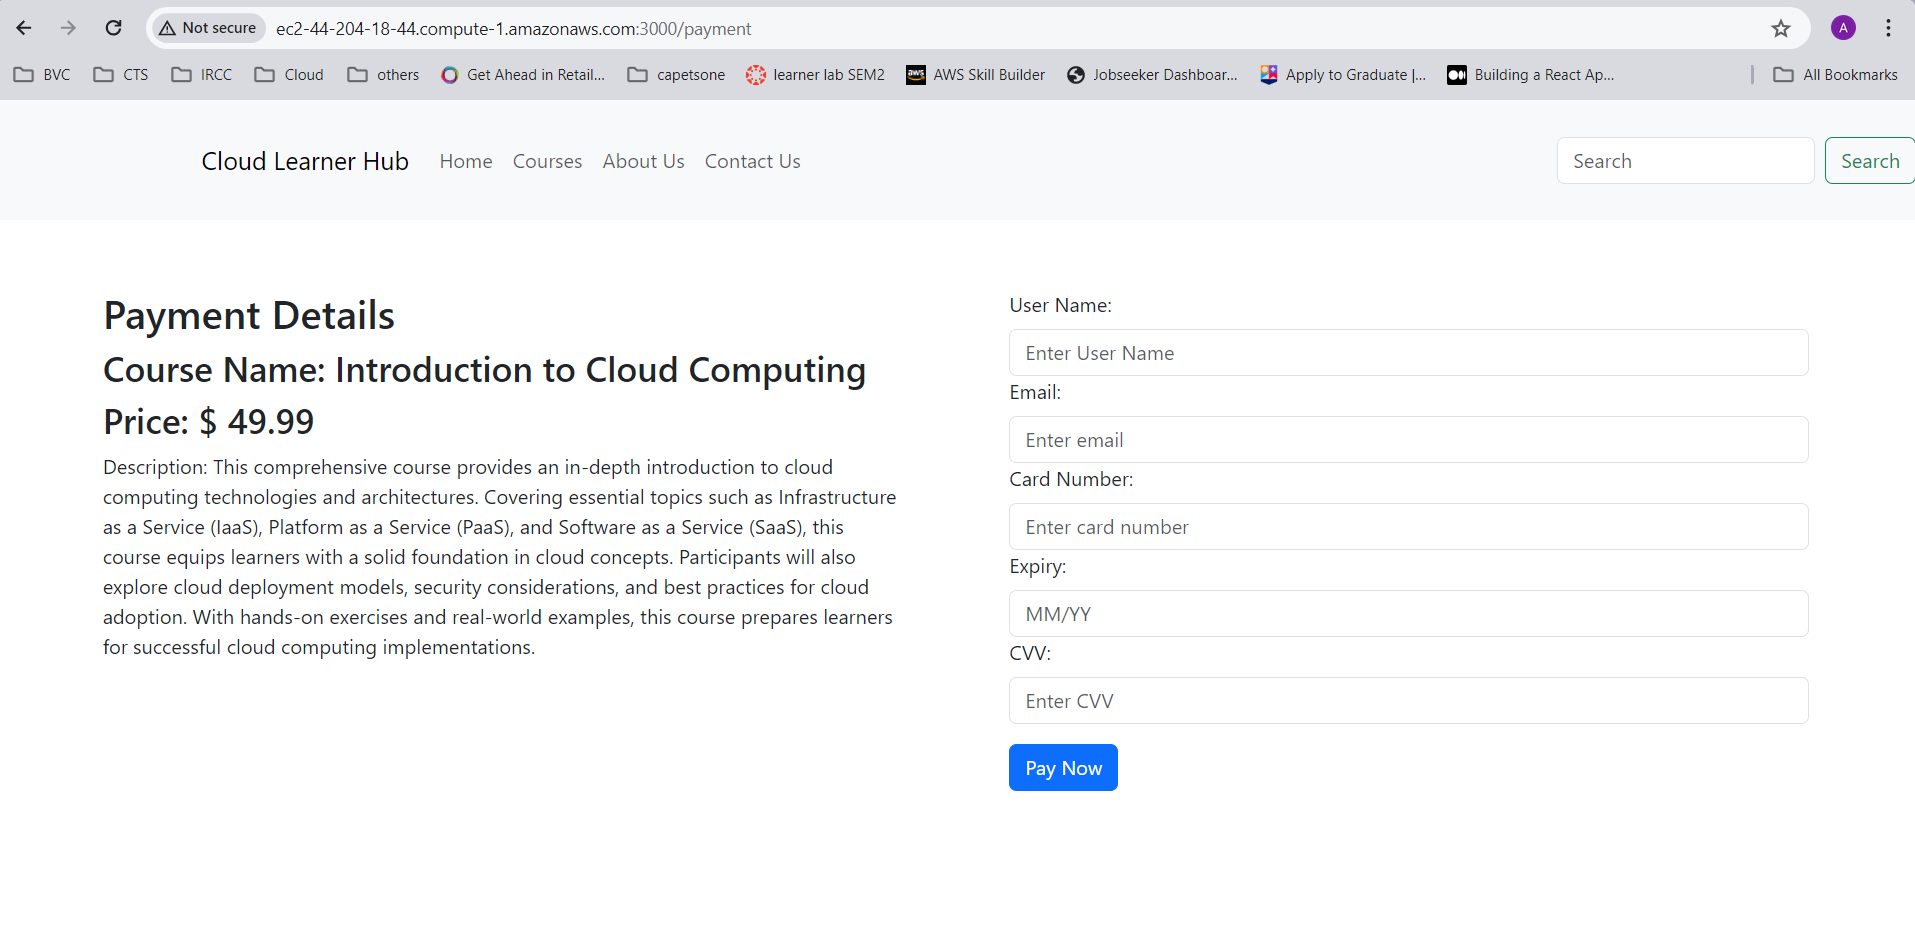 Not secure ec2-44-204-18-44.compute-1.amazonaws.com:3000/payment A
BVC CTS IRCC Cloud others Get Ahead in Retail... capetsone learner lab SEM2 aws AWS Skill Builder Jobseeker Dashboar... Apply to Graduate |... Building a React Ap... All Bookmarks
Cloud Learner Hub Home Courses About Us Contact Us Search Search
Payment Details
Course Name: Introduction to Cloud Computing
Price: $ 49.99
Description: This comprehensive course provides an in-depth introduction to cloud
computing technologies and architectures. Covering essential topics such as Infrastructure
as a Service (IaaS), Platform as a Service (PaaS), and Software as a Service (SaaS), this
course equips learners with a solid foundation in cloud concepts. Participants will also
explore cloud deployment models, security considerations, and best practices for cloud
adoption. With hands-on exercises and real-world examples, this course prepares learners
for successful cloud computing implementations.
User Name:
Enter User Name
Email:
Enter email
Card Number:
Enter card number
Expiry:
MM/YY
CVV:
Enter CVV
Pay Now